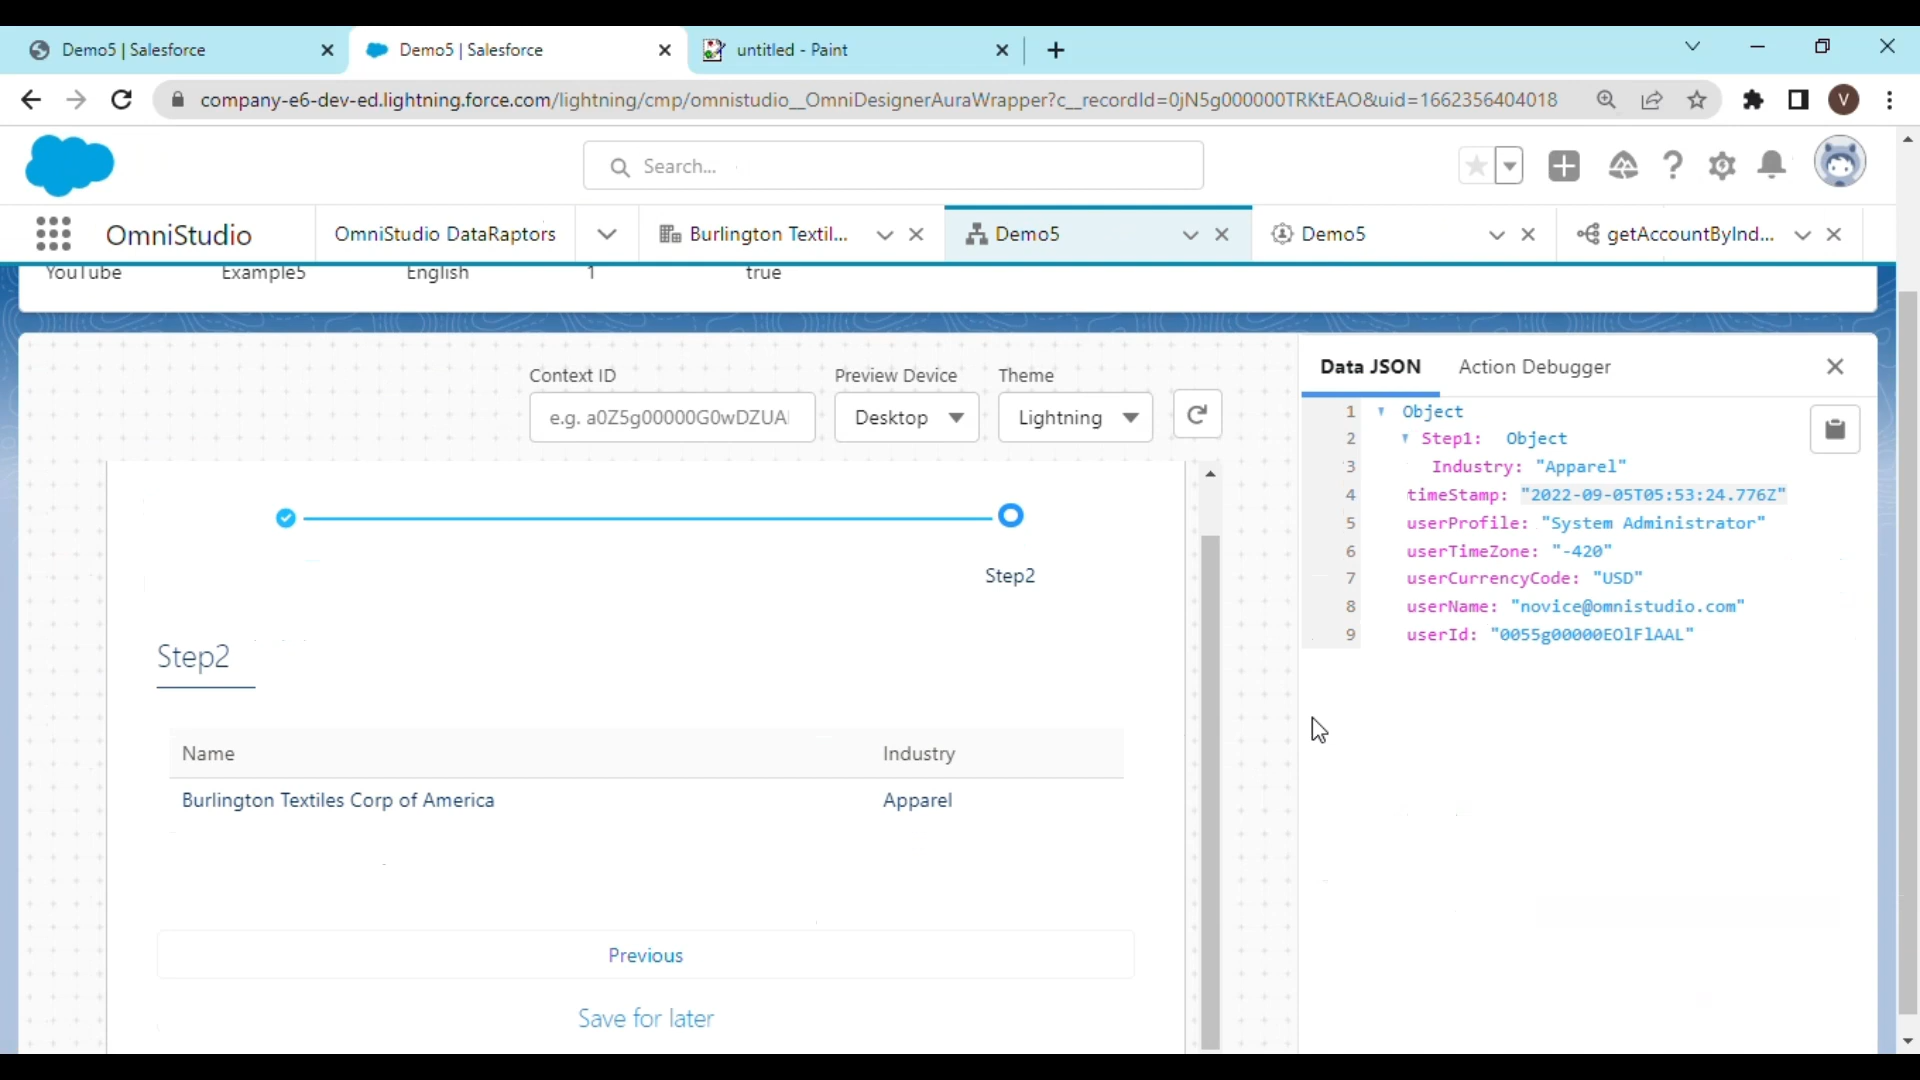 Demo5 | Salesforce
Demo5 | Salesforce
untitled - Paint
company-e6-dev-ed.lightning.force.com/lightning/cmp/omnistudio__OmniDesignerAuraWrapper?c__recordId=0jN5g000000TRKtEAO&uid=1662356404018
V
Search...
OmniStudio
OmniStudio DataRaptors
Burlington Textil...
Demo5
Demo5
getAccountByInd...
YouTube Example5 English 1 true
Context ID
Preview Device
Theme
e.g. a0Z5g00000G0wDZUA
Desktop
Lightning
Step2
Step2
Name Industry
Burlington Textiles Corp of America Apparel
Previous
Save for later
Data JSON
Action Debugger
1 Object
2 Step1: Object
3 Industry: "Apparel"
4 timeStamp: "2022-09-05T05:53:24.776Z"
5 userProfile: "System Administrator"
6 userTimeZone: "-420"
7 userCurrencyCode: "USD"
8 userName: "novice@omnistudio.com"
9 userId: "0055g00000EOlFlAAL"